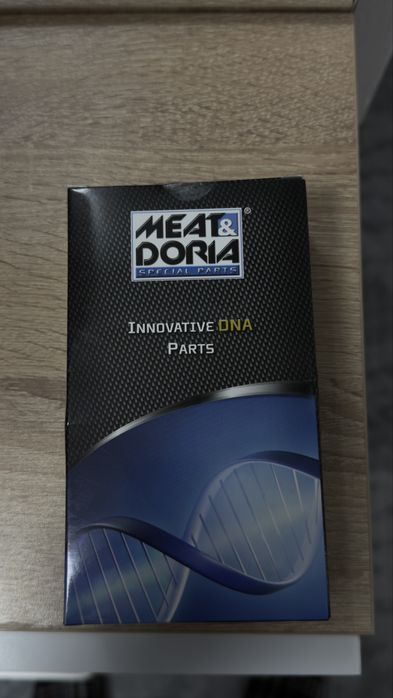 MEAT&
DORIA®
SPECIAL PARTS
INNOVATIVE DNA
PARTS